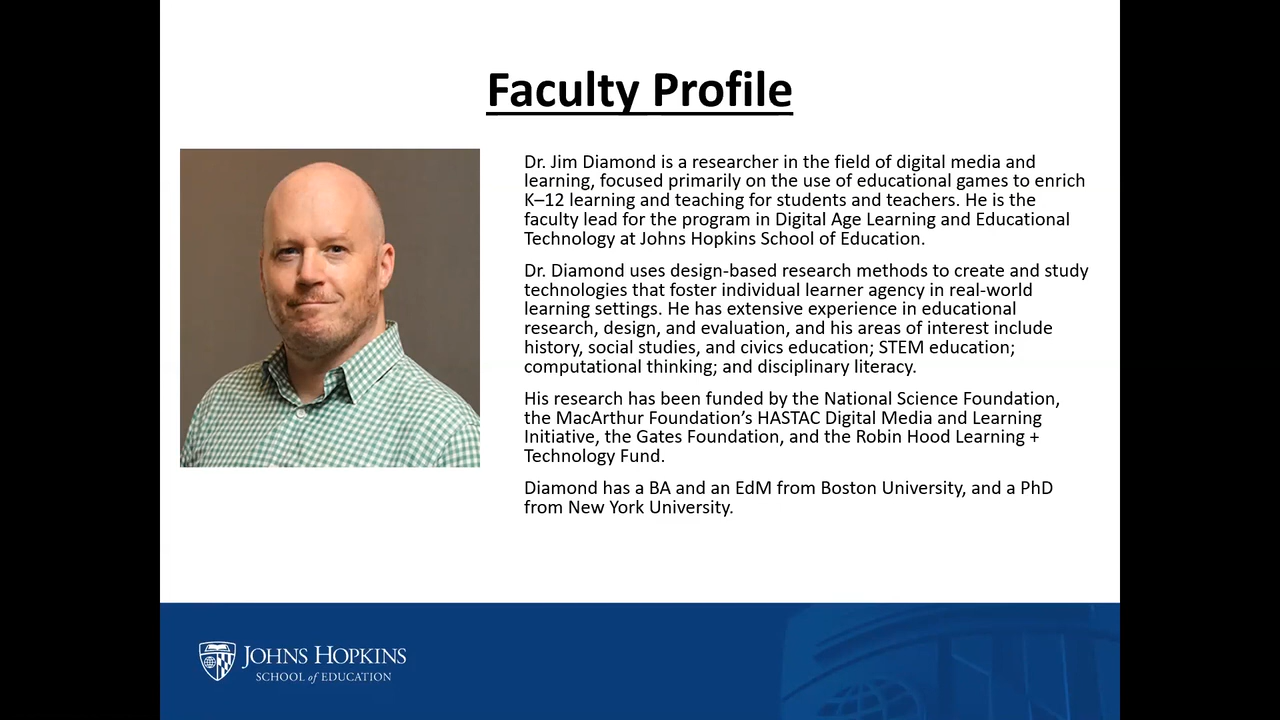 Faculty Profile
Dr. Jim Diamond is a researcher in the field of digital media and
learning, focused primarily on the use of educational games to enrich
K–12 learning and teaching for students and teachers. He is the
faculty lead for the program in Digital Age Learning and Educational
Technology at Johns Hopkins School of Education.
Dr. Diamond uses design-based research methods to create and study
technologies that foster individual learner agency in real-world
learning settings. He has extensive experience in educational
research, design, and evaluation, and his areas of interest include
history, social studies, and civics education; STEM education;
computational thinking; and disciplinary literacy.
His research has been funded by the National Science Foundation,
the MacArthur Foundation’s HASTAC Digital Media and Learning
Initiative, the Gates Foundation, and the Robin Hood Learning +
Technology Fund.
Diamond has a BA and an EdM from Boston University, and a PhD
from New York University.
JOHNS HOPKINS
SCHOOL of EDUCATION